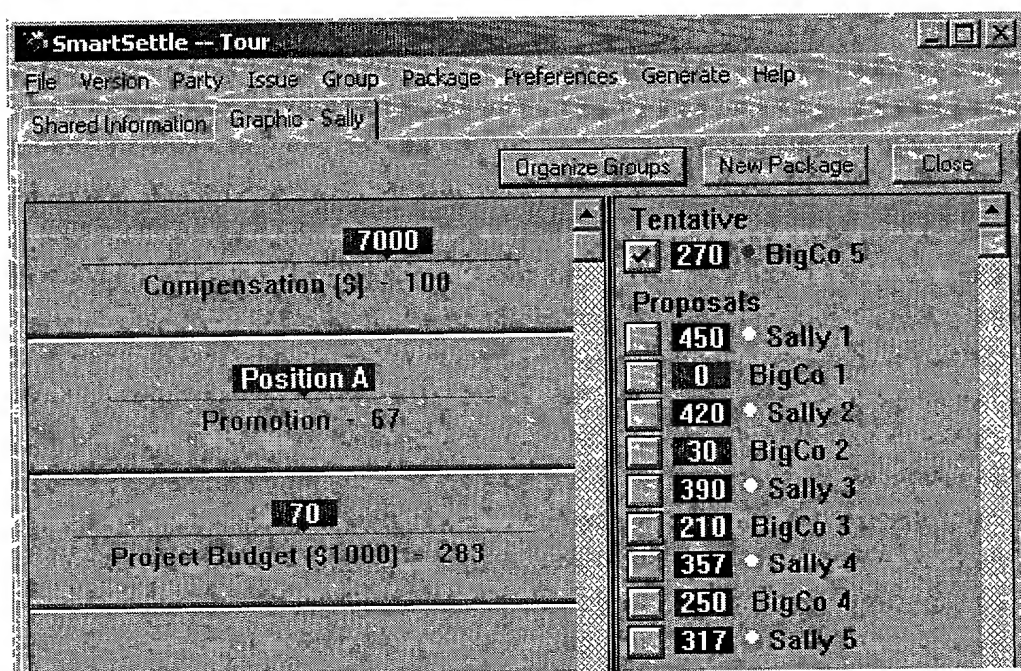 SmartSettle -- Tour
File Version Party Issue Group Package Preferences Generate Help
Shared Information Graphic - Sally
Organize Groups New Package Close
7000
Compensation ($) - 100
Position A
Promotion - 67
70
Project Budget ($1000) - 283
Tentative
270 BigCo 5
Proposals
450 Sally 1
0 BigCo 1
420 Sally 2
30 BigCo 2
390 Sally 3
210 BigCo 3
357 Sally 4
250 BigCo 4
317 Sally 5